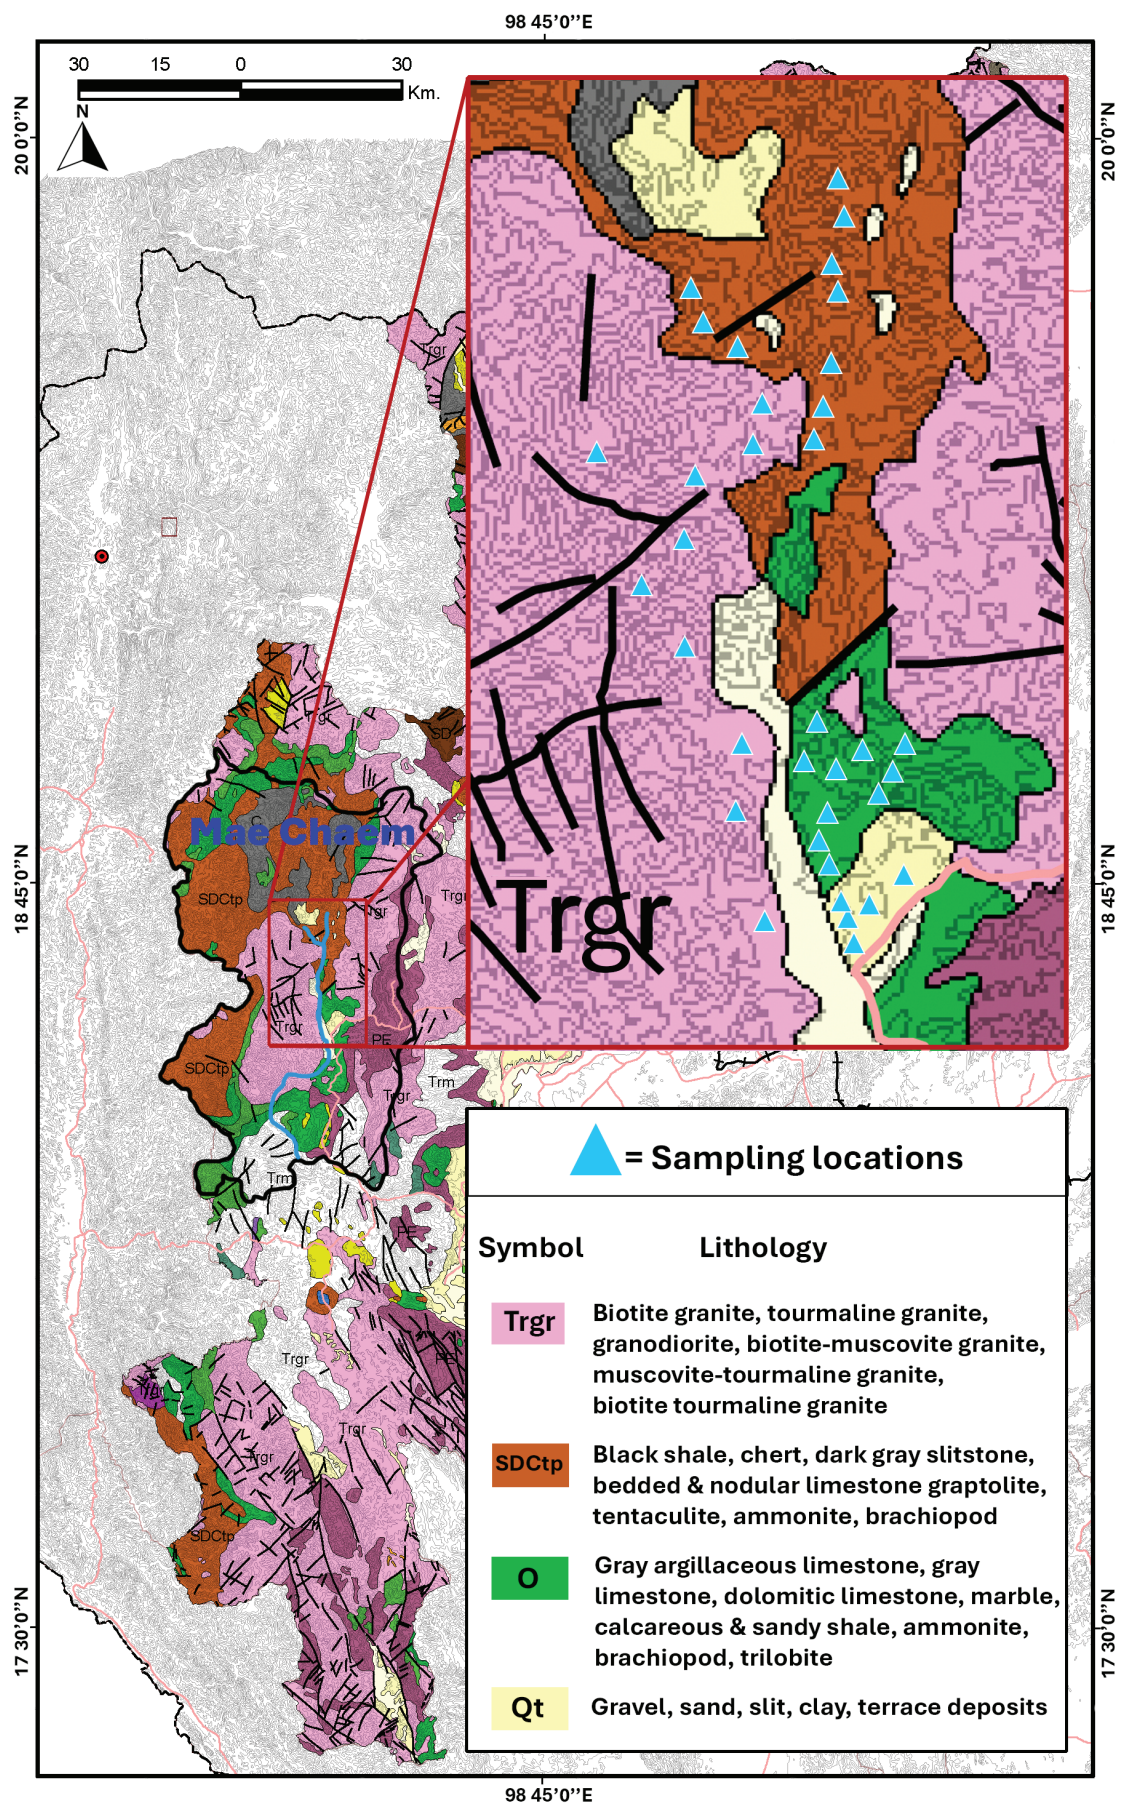 98 45’0’’E
30 15 0 30
Km.
N
20 0’0’’N
20 0’0’’N
Trgr
Trgr
SD
C
Mae Chaem
SDCtp
Trgr
Trgr
18 45’0’’N
18 45’0’’N
Trgr
Trgr
PE
SDCtp
Trm
Trgr
Trm
= Sampling locations
PE
Symbol Lithology
Trgr
Biotite granite, tourmaline granite,
granodiorite, biotite-muscovite granite,
muscovite-tourmaline granite,
biotite tourmaline granite
Trgr
PE
Trgr
Trgr
SDCtp
Black shale, chert, dark gray slitstone,
bedded & nodular limestone graptolite,
tentaculite, ammonite, brachiopod
SDCtp
O
Gray argillaceous limestone, gray
limestone, dolomitic limestone, marble,
calcareous & sandy shale, ammonite,
brachiopod, trilobite
17 30’0’’N
17 30’0’’N
Qt
Gravel, sand, slit, clay, terrace deposits
98 45’0’’E